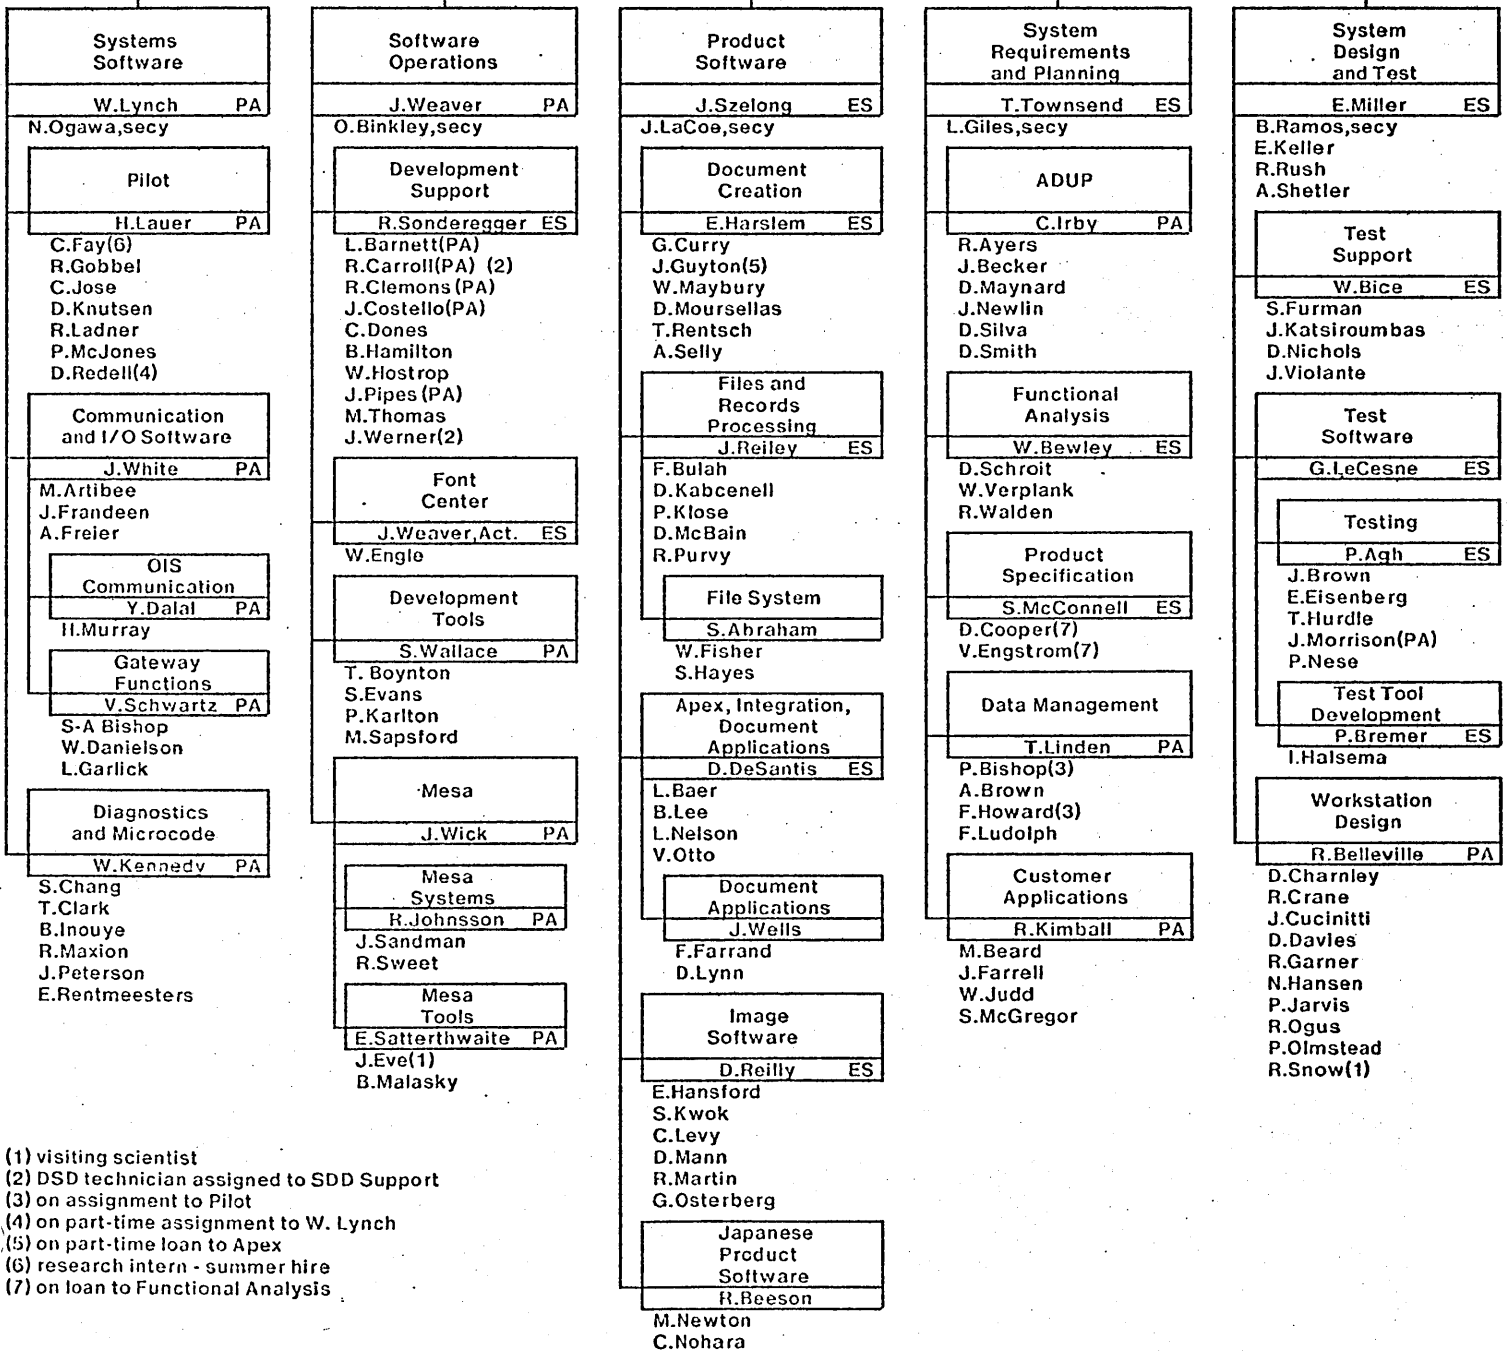 Systems
Software
W.Lynch PA
N.Ogawa,secy
Pilot
H.Lauer PA
C.Fay(6)
R.Gobbel
C.Jose
D.Knutsen
R.Ladner
P.McJones
D.Redell(4)
Communication
and I/O Software
J.White PA
M.Artibee
J.Frandeen
A.Freier
OIS
Communication
Y.Dalal PA
H.Murray
Gateway
Functions
V.Schwartz PA
S-A Bishop
W.Danielson
L.Garlick
Diagnostics
and Microcode
W.Kennedy PA
S.Chang
T.Clark
B.Inouye
R.Maxion
J.Peterson
E.Rentmeesters
Software
Operations
J.Weaver PA
O.Binkley,secy
Development
Support
R.Sonderegger ES
L.Barnett(PA)
R.Carroll(PA) (2)
R.Clemons (PA)
J.Costello(PA)
C.Dones
B.Hamilton
W.Hostrop
J.Pipes (PA)
M.Thomas
J.Werner(2)
Font
Center
J.Weaver,Act. ES
W.Engle
Development
Tools
S.Wallace PA
T. Boynton
S.Evans
P.Karlton
M.Sapsford
Mesa
J.Wick PA
Mesa
Systems
R.Johnsson PA
J.Sandman
R.Sweet
Mesa
Tools
E.Satterthwaite PA
J.Eve(1)
B.Malasky
Product
Software
J.Szelong ES
J.LaCoe,secy
Document
Creation
E.Harslem ES
G.Curry
J.Guyton(5)
W.Maybury
D.Moursellas
T.Rentsch
A.Selly
Files and
Records
Processing
J.Reiley ES
F.Bulah
D.Kabcenell
P.Klose
D.McBain
R.Purvy
File System
S.Abraham
W.Fisher
S.Hayes
Apex, Integration,
Document
Applications
D.DeSantis ES
L.Baer
B.Lee
L.Nelson
V.Otto
Document
Applications
J.Wells
F.Farrand
D.Lynn
Image
Software
D.Reilly ES
E.Hansford
S.Kwok
C.Levy
D.Mann
R.Martin
G.Osterberg
Japanese
Product
Software
R.Beeson
M.Newton
C.Nohara
System
Requirements
and Planning
T.Townsend ES
L.Giles,secy
ADUP
C.Irby PA
R.Ayers
J.Becker
D.Maynard
J.Newlin
D.Silva
D.Smith
Functional
Analysis
W.Bewley ES
D.Schroit
W.Verplank
R.Walden
Product
Specification
S.McConnell ES
D.Cooper(7)
V.Engstrom(7)
Data Management
T.Linden PA
P.Bishop(3)
A.Brown
F.Howard(3)
F.Ludolph
Customer
Applications
R.Kimball PA
M.Beard
J.Farrell
W.Judd
S.McGregor
System
Design
and Test
E.Miller ES
B.Ramos,secy
E.Keller
R.Rush
A.Shetler
Test
Support
W.Bice ES
S.Furman
J.Katsiroumbas
D.Nichols
J.Violante
Test
Software
G.LeCesne ES
Testing
P.Agh ES
J.Brown
E.Eisenberg
T.Hurdle
J.Morrison(PA)
P.Nese
Test Tool
Development
P.Bremer ES
I.Halsema
Workstation
Design
R.Belleville PA
D.Charnley
R.Crane
J.Cucinitti
D.Davies
R.Garner
N.Hansen
P.Jarvis
R.Ogus
P.Olmstead
R.Snow(1)
(1) visiting scientist
(2) DSD technician assigned to SDD Support
(3) on assignment to Pilot
(4) on part-time assignment to W. Lynch
(5) on part-time loan to Apex
(6) research intern - summer hire
(7) on loan to Functional Analysis